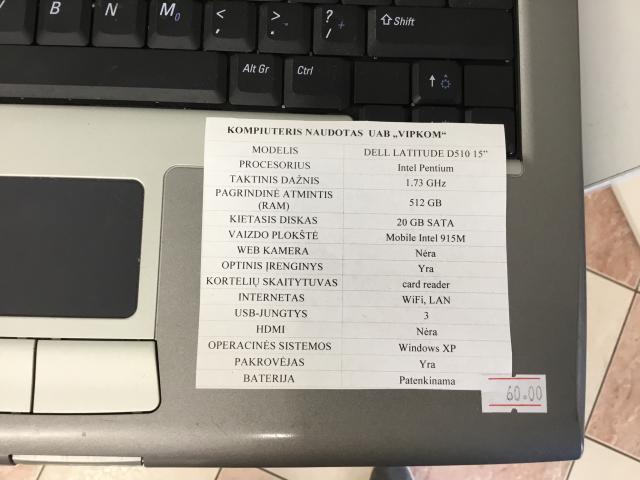 B N M 0 < , > . ? / + Shift
Alt Gr Ctrl
KOMPIUTERIS NAUDOTAS UAB „VIPKOM“
MODELIS DELL LATITUDE D510 15”
PROCESORIUS Intel Pentium
TAKTINIS DAŽNIS 1.73 GHz
PAGRINDINĖ ATMINTIS
(RAM) 512 GB
KIETASIS DISKAS 20 GB SATA
VAIZDO PLOKŠTĖ Mobile Intel 915M
WEB KAMERA Nėra
OPTINIS ĮRENGINYS Yra
KORTELIŲ SKAITYTUVAS card reader
INTERNETAS WiFi, LAN
USB-JUNGTYS 3
HDMI Nėra
OPERACINĖS SISTEMOS Windows XP
PAKROVĖJAS Yra
BATERIJA Patenkinama
60.00